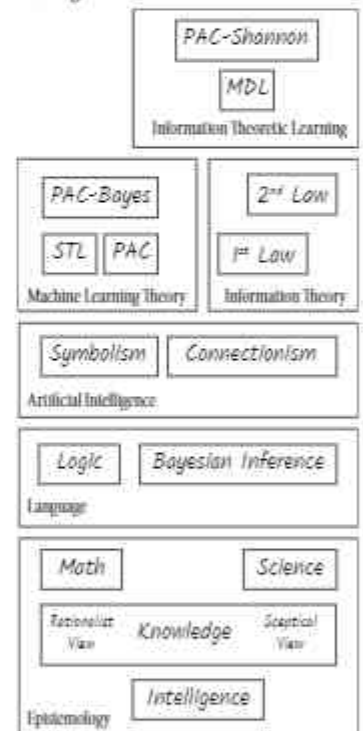 PAC-Shannon
MDL
Information Theoretic Learning
PAC-Bayes
STL PAC
Machine Learning Theory
2nd Law
1st Law
Information Theory
Symbolism Connectionism
Artificial Intelligence
Logic Bayesian Inference
Language
Math Science
Rationalist View Knowledge Sceptical View
Intelligence
Epistemology